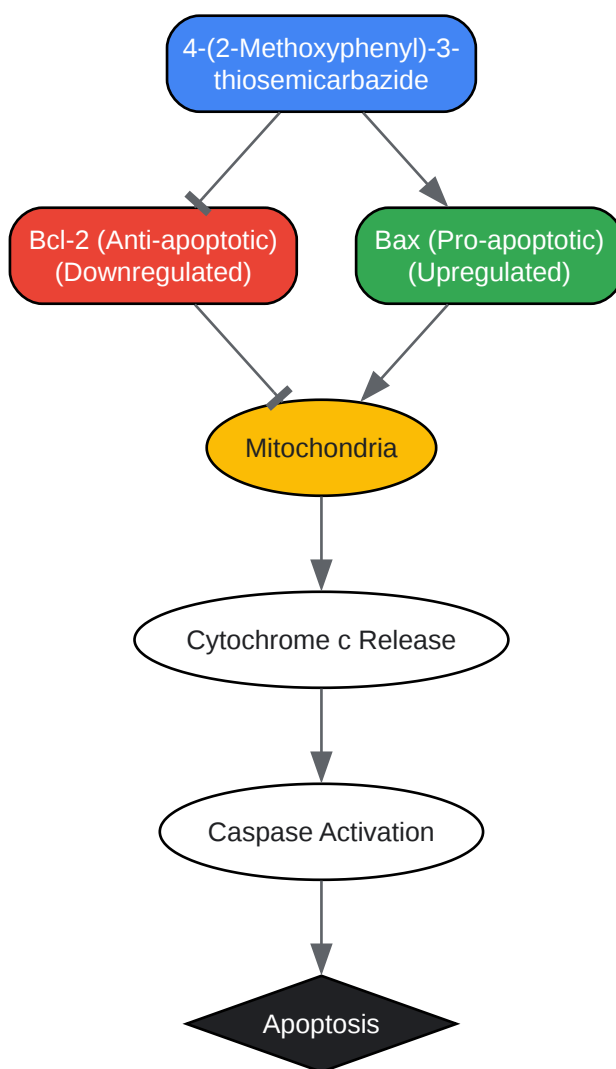 4-(2-Methoxyphenyl)-3-
thiosemicarbazide
Bcl-2 (Anti-apoptotic)
(Downregulated)
Bax (Pro-apoptotic)
(Upregulated)
Mitochondria
Cytochrome c Release
Caspase Activation
Apoptosis